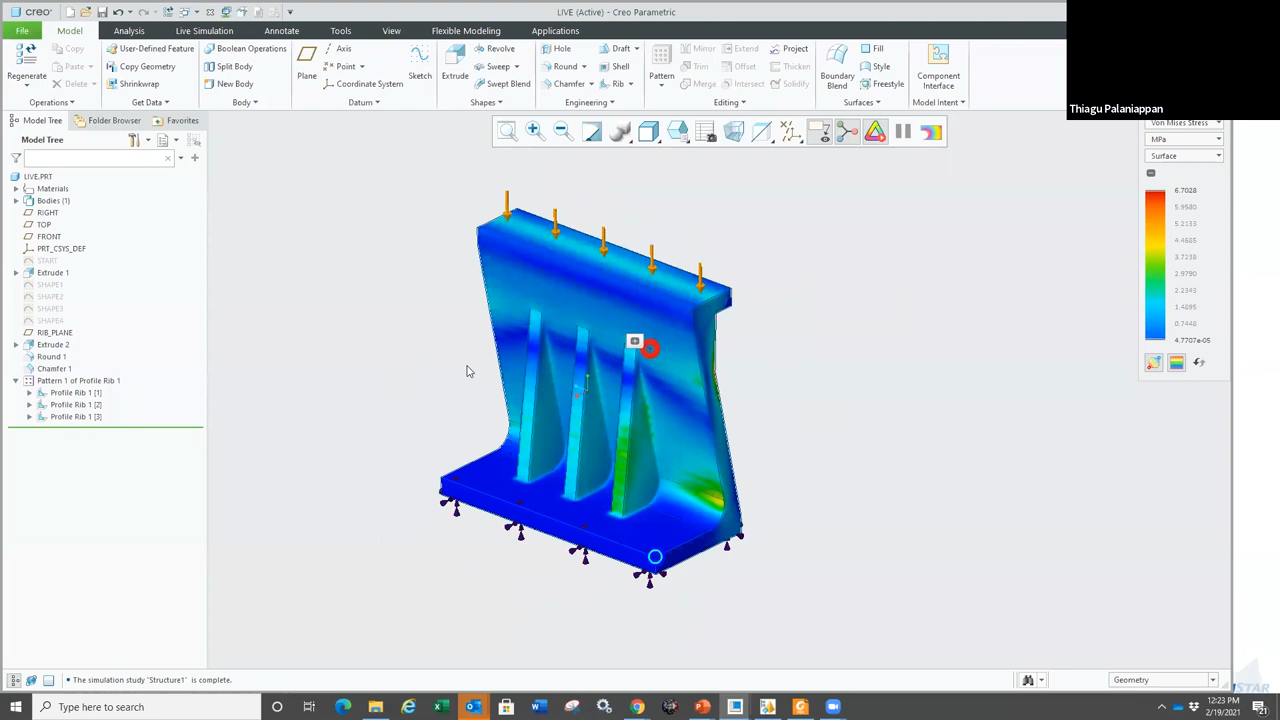 creo
LIVE (Active) - Creo Parametric
File
Model
Analysis
Live Simulation
Annotate
Tools
View
Flexible Modeling
Applications
Regenerate
Copy
Paste
Delete
Operations
User-Defined Feature
Copy Geometry
Shrinkwrap
Get Data
Boolean Operations
Split Body
New Body
Body
Plane
Axis
Point
Coordinate System
Sketch
Datum
Extrude
Revolve
Sweep
Swept Blend
Shapes
Hole
Round
Chamfer
Draft
Shell
Rib
Engineering
Pattern
Mirror
Trim
Merge
Extend
Offset
Intersect
Project
Thicken
Solidify
Editing
Boundary
Blend
Fill
Style
Freestyle
Surfaces
Component
Interface
Model Intent
Thiagu Palaniappan
Model Tree
Folder Browser
Favorites
Model Tree
LIVE.PRT
Materials
Bodies (1)
RIGHT
TOP
FRONT
PRT_CSYS_DEF
START
Extrude 1
SHAPE1
SHAPE2
SHAPE3
SHAPE4
RIB_PLANE
Extrude 2
Round 1
Chamfer 1
Pattern 1 of Profile Rib 1
Profile Rib 1 [1]
Profile Rib 1 [2]
Profile Rib 1 [3]
Von Mises Stress
MPa
Surface
6.7028
5.9580
5.2133
4.4685
3.7238
2.9790
2.2343
1.4895
0.7448
4.7707e-05
• The simulation study 'Structure1' is complete.
Geometry
Type here to search
12:23 PM
2/19/2021
21